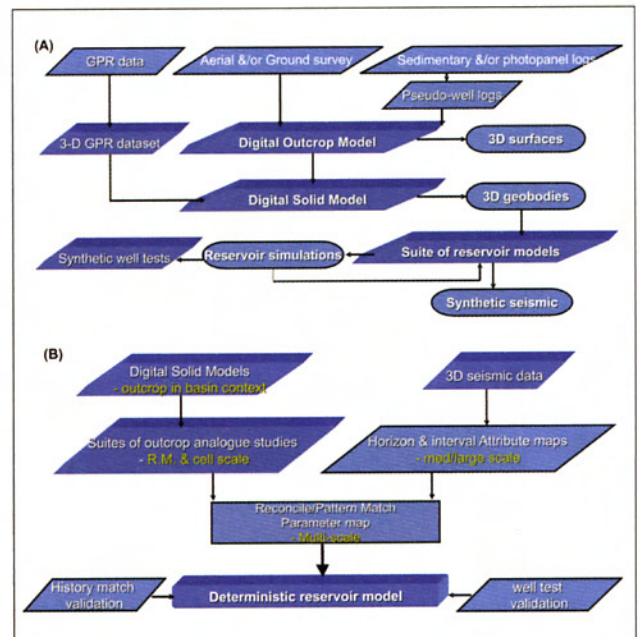 (A)
GPR data
Aerial &/or Ground survey
Sedimentary &/or photopanel logs
Pseudo-well logs
3-D GPR dataset
Digital Outcrop Model
3D surfaces
Digital Solid Model
3D geobodies
Synthetic well tests
Reservoir simulations
Suite of reservoir models
Synthetic seismic
(B)
Digital Solid Models
- outcrop in basin context
3D seismic data
Suites of outcrop analogue studies
- R.M. & cell scale
Horizon & interval Attribute maps
- med/large scale
Reconcile/Pattern Match
Parameter map
- Multi-scale
History match
validation
Deterministic reservoir model
well test
validation